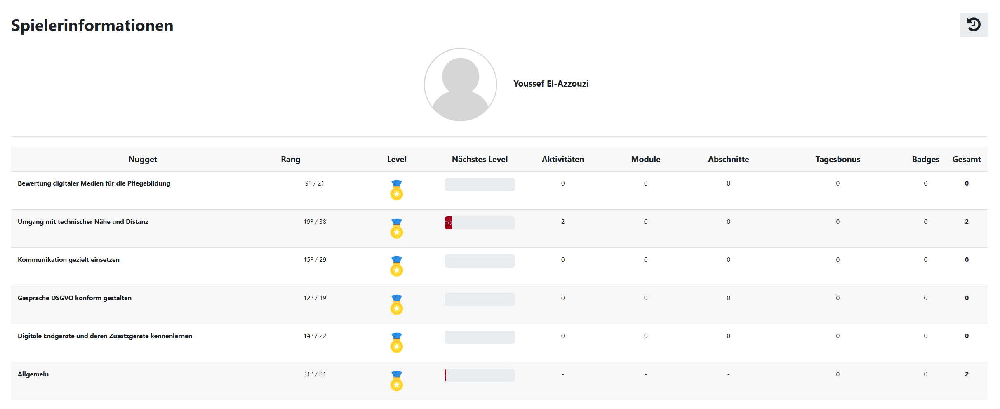 Spielerinformationen
Youssef El-Azzouzi
Nugget Rang Level Nächstes Level Aktivitäten Module Abschnitte Tagesbonus Badges Gesamt
Bewertung digitaler Medien für die Pflegebildung 9º / 21 0 0 0 0 0 0
Umgang mit technischer Nähe und Distanz 19º / 38 10 2 0 0 0 0 2
Kommunikation gezielt einsetzen 15º / 29 0 0 0 0 0 0
Gespräche DSGVO konform gestalten 12º / 19 0 0 0 0 0 0
Digitale Endgeräte und deren Zusatzgeräte kennenlernen 14º / 22 0 0 0 0 0 0
Allgemein 31º / 81 - - - 0 0 2